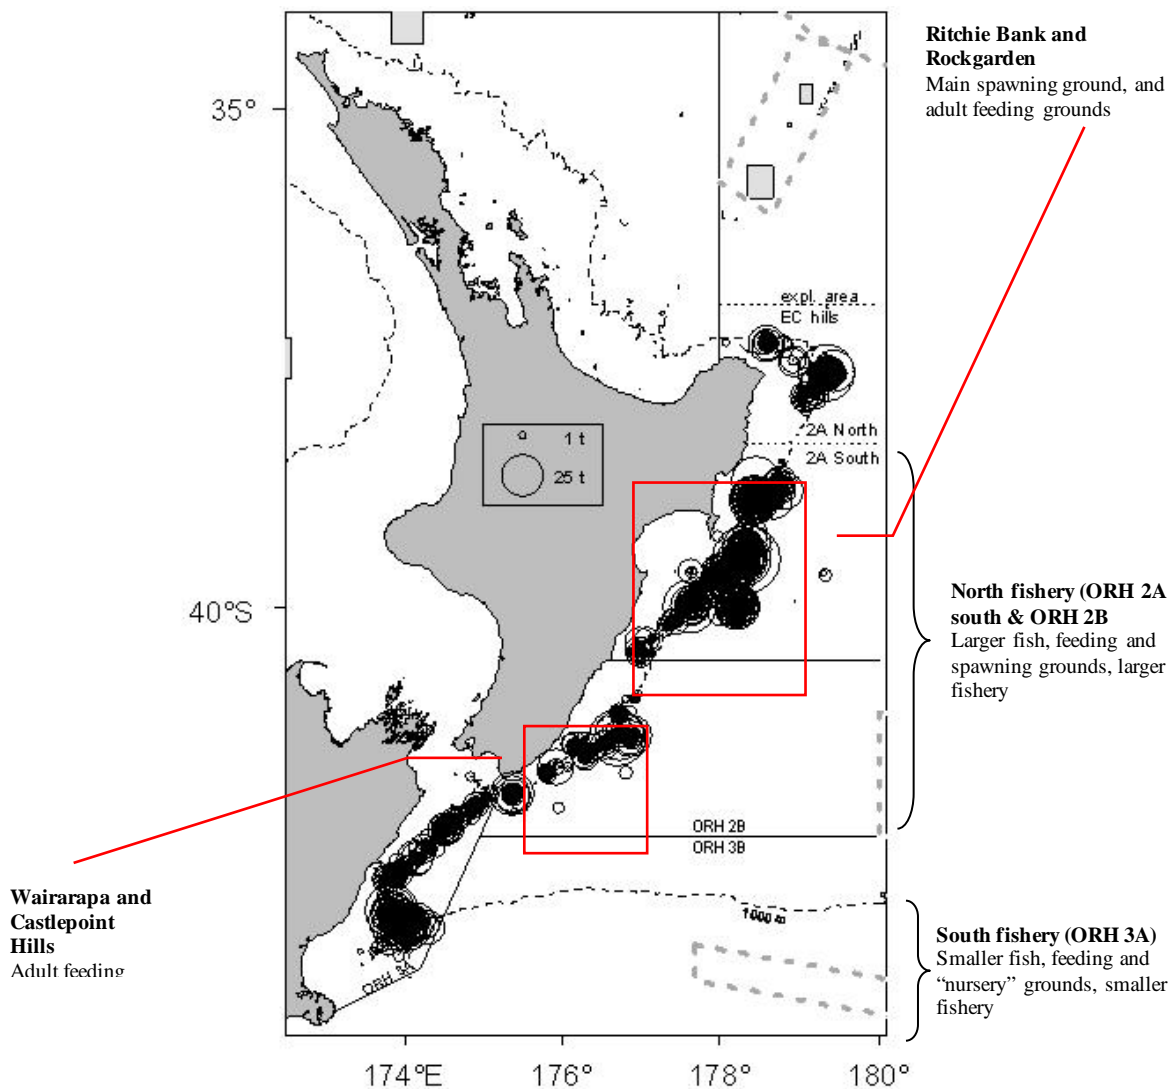 Ritchie Bank and
Rockgarden
Main spawning ground, and
adult feeding grounds
35°
expl. area
EC hills
2A North
2A South
1 t
25 t
40°S
North fishery (ORH 2A
south & ORH 2B
Larger fish, feeding and
spawning grounds, larger
fishery
ORH 2B
ORH 3B
Wairarapa and
Castlepoint
Hills
Adult feeding
1000 m
ORH 3A
South fishery (ORH 3A)
Smaller fish, feeding and
“nursery” grounds, smaller
fishery
174°E
176°
178°
180°